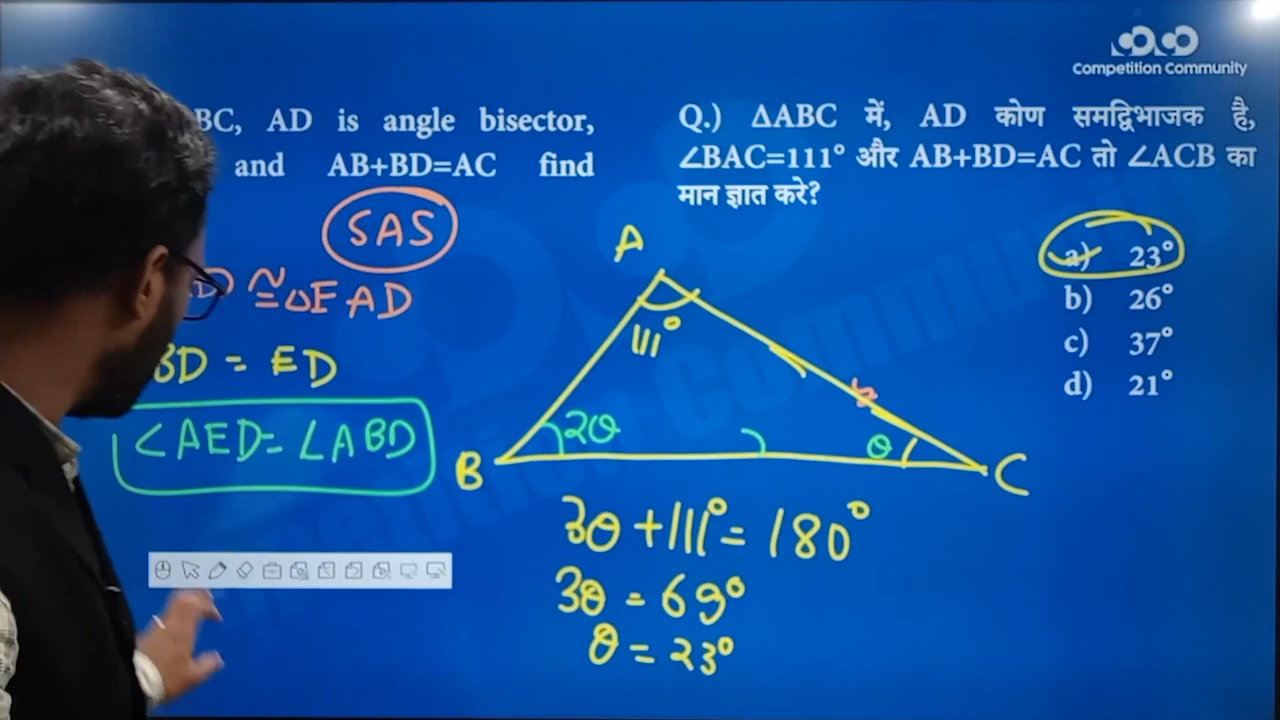 Competition Community
BC, AD is angle bisector,
and AB+BD=AC find
Q.) ΔABC में, AD कोण समद्विभाजक है,
∠BAC=111° और AB+BD=AC तो ∠ACB का
मान ज्ञात करे?
a) 23°
b) 26°
c) 37°
d) 21°
SAS
D ≅ ΔEAD
BD = ED
∠AED = ∠ABD
A
111°
2θ
θ
B
C
3θ + 111° = 180°
3θ = 69°
θ = 23°